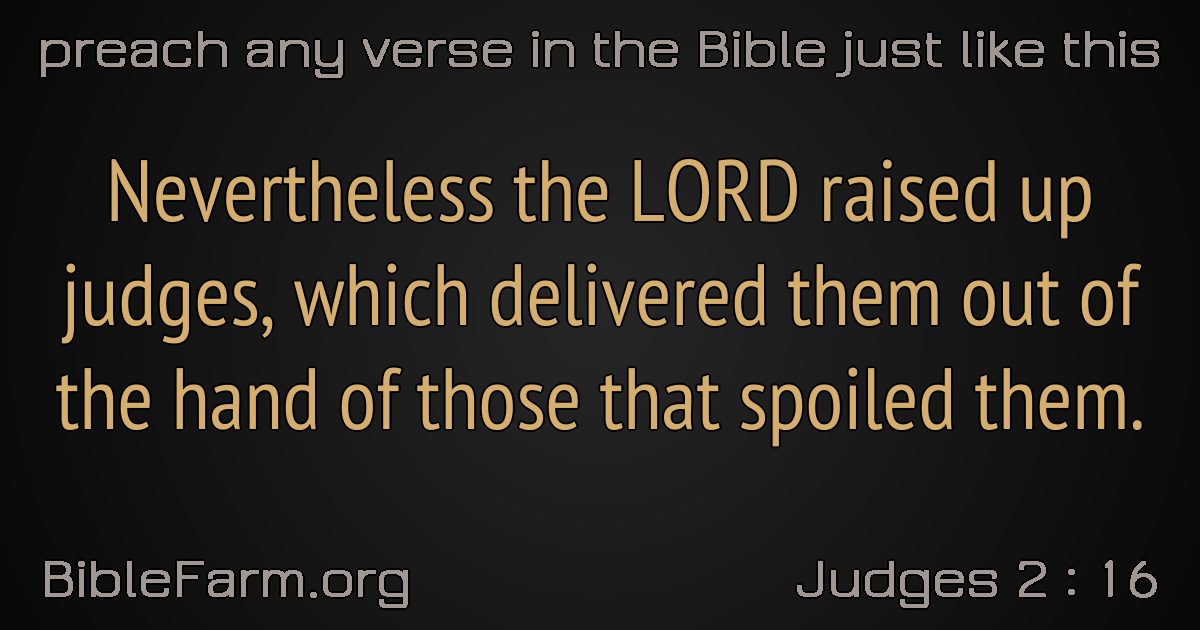 preach any verse in the Bible just like this
Nevertheless the LORD raised up
judges, which delivered them out of
the hand of those that spoiled them.
BibleFarm.org
Judges 2 : 16